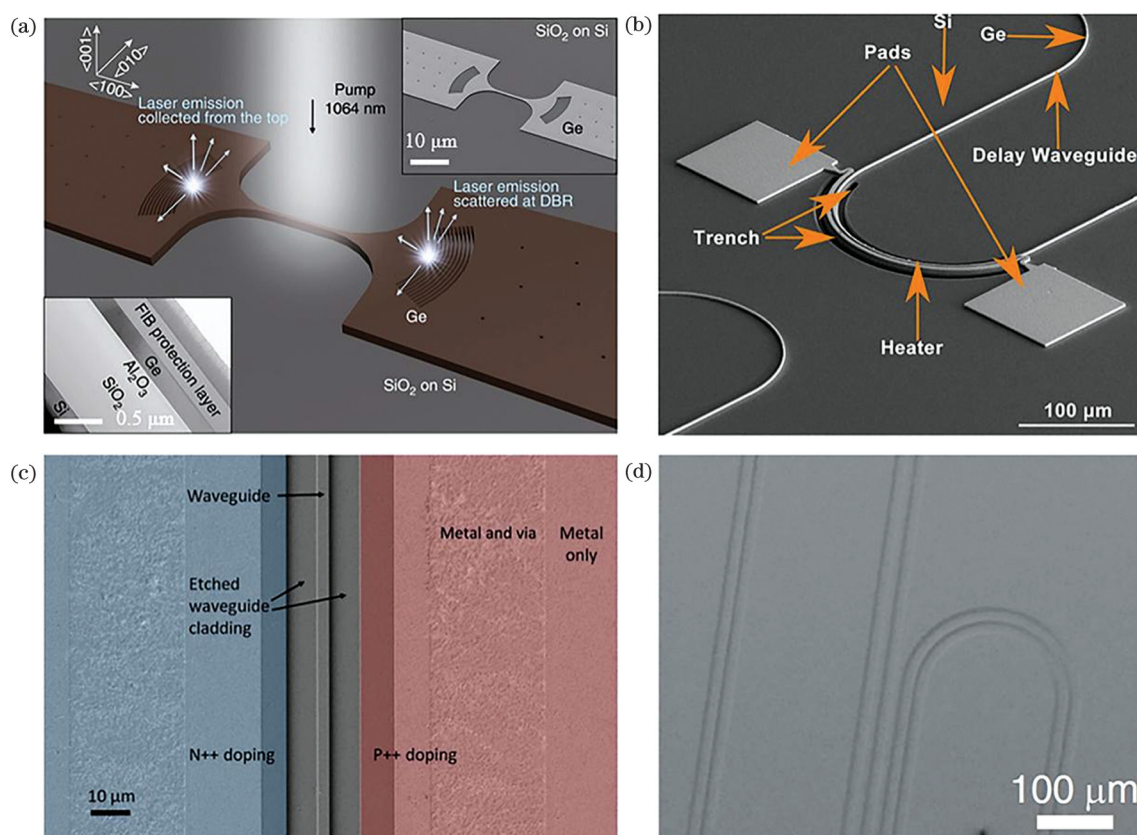 (a)
<001>
<010>
<100>
Laser emission
collected from the top
Pump
1064 nm
SiO₂ on Si
Ge
10 μm
Laser emission
scattered at DBR
Ge
SiO₂ on Si
FIB protection layer
Ge
Al₂O₃
SiO₂
Si
0.5 μm
(b)
Si
Ge
Pads
Delay Waveguide
Trench
Heater
100 μm
(c)
Waveguide
Metal and via
Metal
only
Etched
waveguide
cladding
N++ doping
P++ doping
10 μm
(d)
100 μm